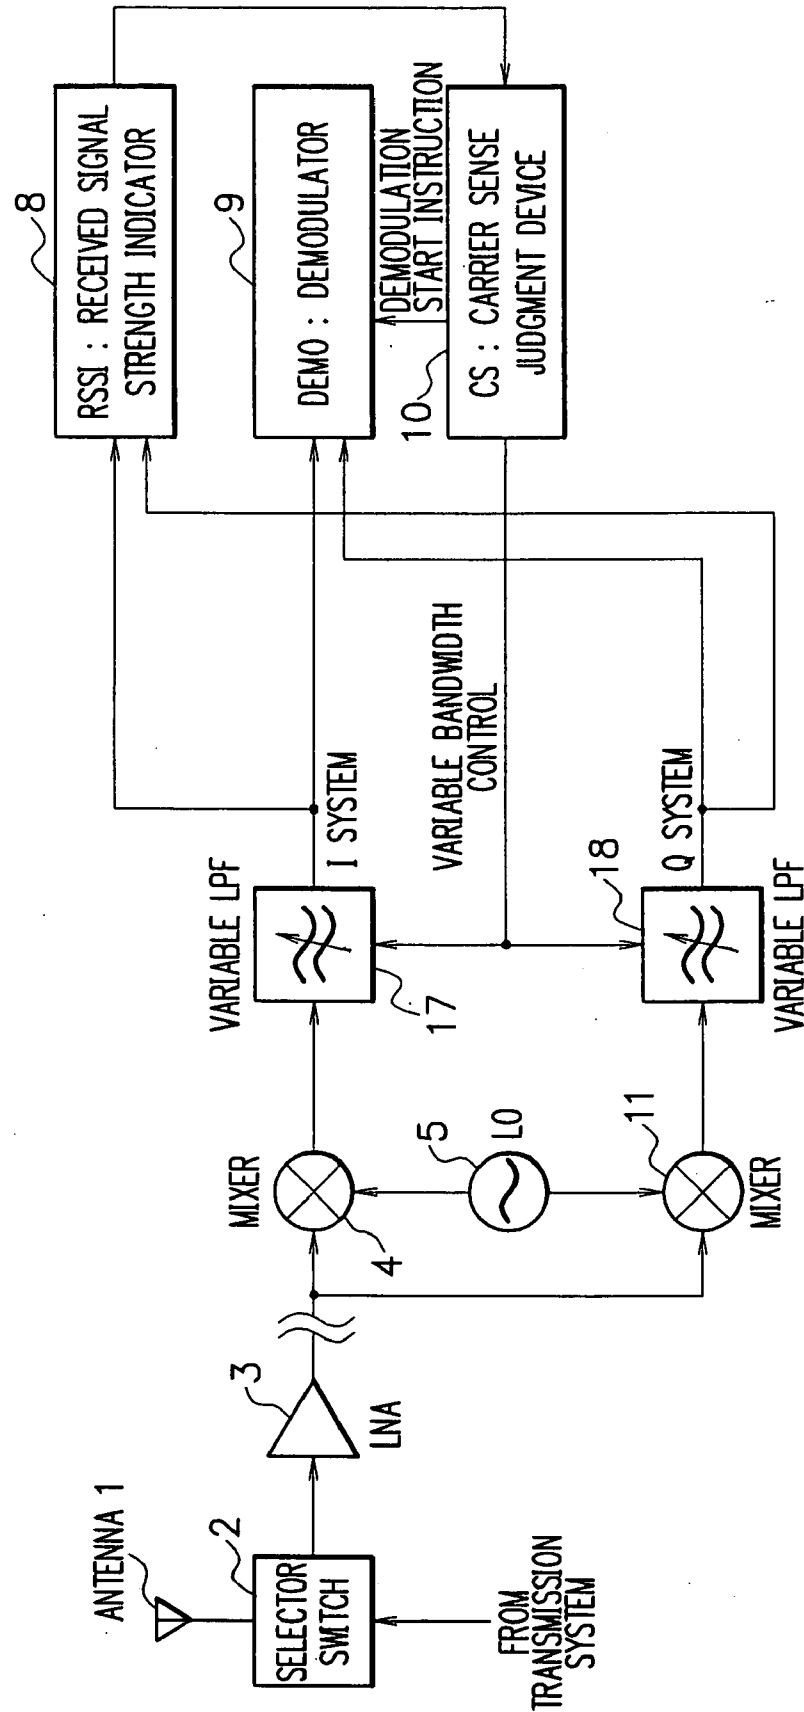 ANTENNA 1
2
SELECTOR
SWITCH
FROM
TRANSMISSION
SYSTEM
3
LNA
MIXER
4
5
LO
11
MIXER
VARIABLE LPF
17
I SYSTEM
VARIABLE BANDWIDTH
CONTROL
18
Q SYSTEM
VARIABLE LPF
8
RSSI : RECEIVED SIGNAL
STRENGTH INDICATOR
9
DEMO : DEMODULATOR
DEMODULATION
START INSTRUCTION
10
CS : CARRIER SENSE
JUDGMENT DEVICE